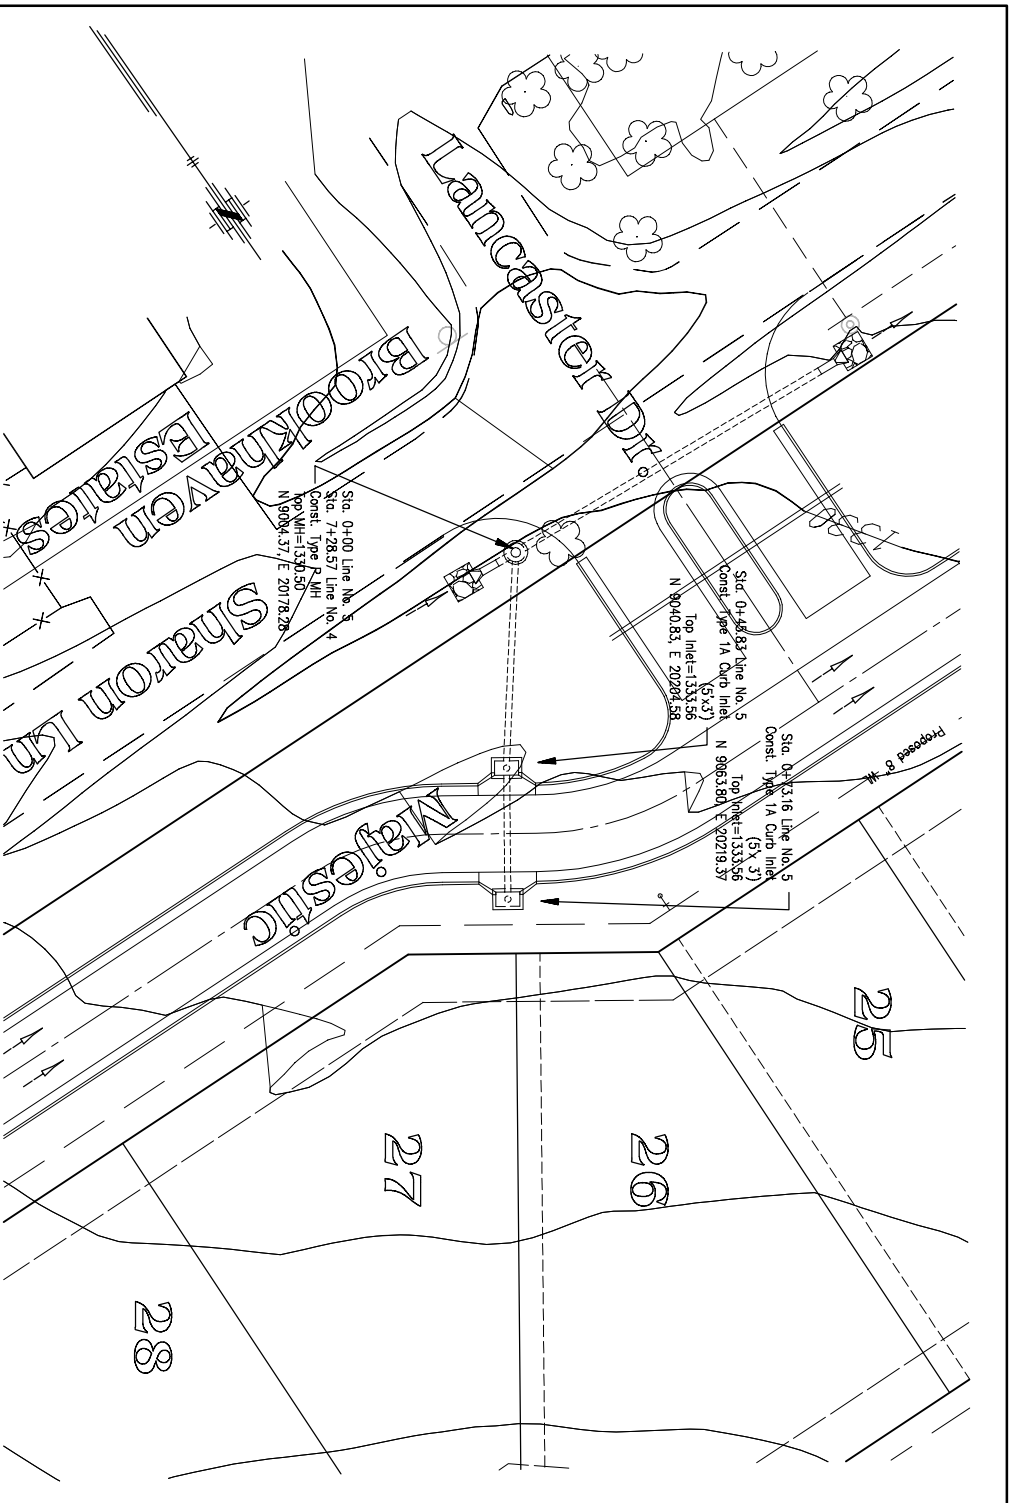 Lancaster Dr
Brookhaven
Estates
Sharon Ln
Majestic
Sta. 0+00 Line No. 5
Sta. 7+28.57 Line No. 4
Const. Type P MH
Top MH=1330.50
N 9004.37, E 20178.28
Sta. 0+45.83 Line No. 5
Const. Type 1A Curb Inlet
(5'x3')
Top Inlet=1333.56
N 9040.83, E 20204.58
Sta. 0+73.16 Line No. 5
Const. Type 1A Curb Inlet
(5'x 3')
Top Inlet=1333.56
N 9063.80, E 20219.37
Proposed 8" WL
25
26
27
28